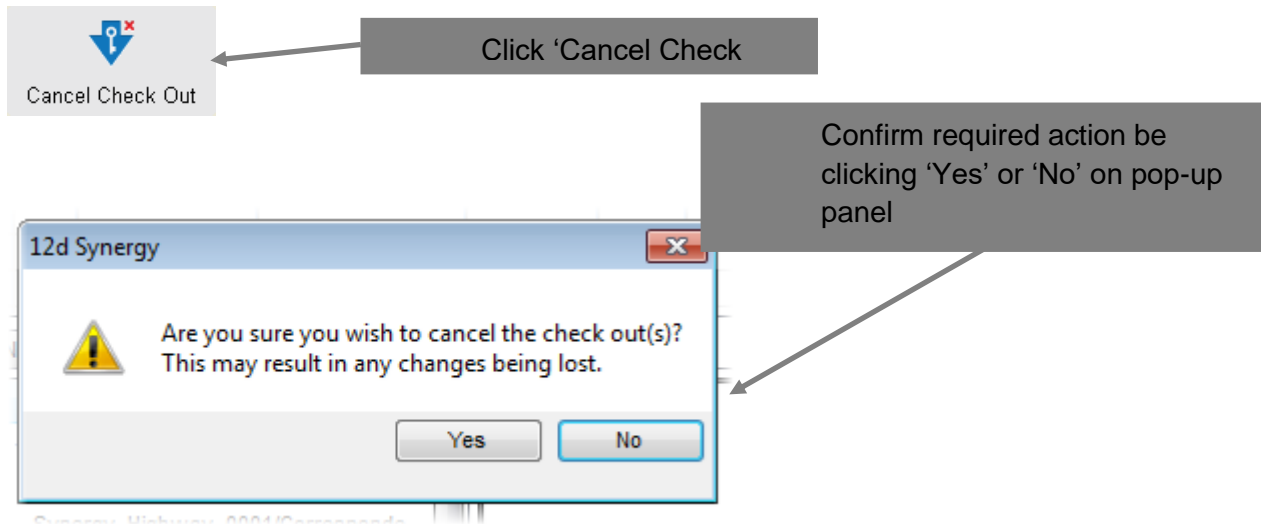 Click ‘Cancel Check
Cancel Check Out
Confirm required action be
clicking ‘Yes’ or ‘No’ on pop-up
panel
12d Synergy
Are you sure you wish to cancel the check out(s)?
This may result in any changes being lost.
Yes
No